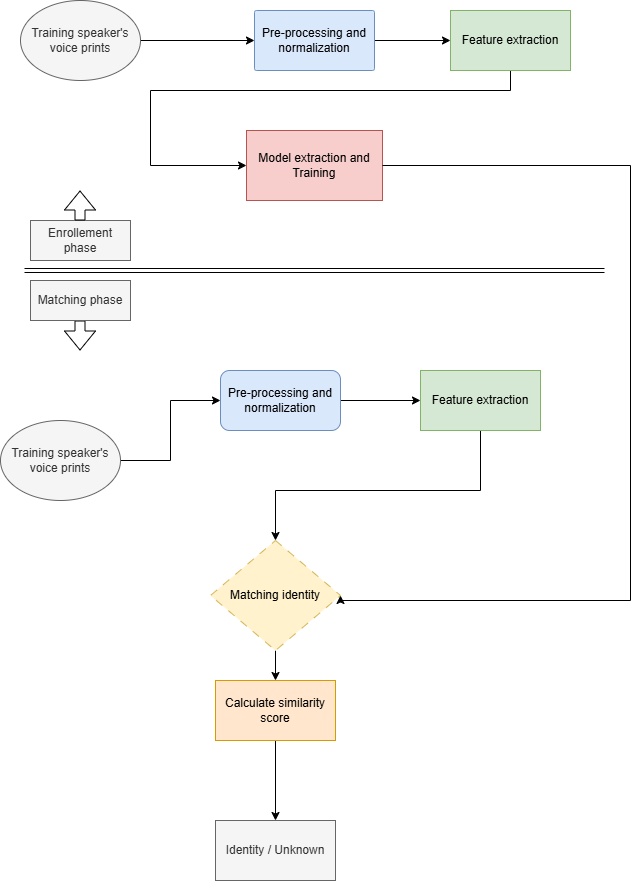 Training speaker's
voice prints
Pre-processing and
normalization
Feature extraction
Model extraction and
Training
Enrollement
phase
Matching phase
Pre-processing and
normalization
Feature extraction
Training speaker's
voice prints
Matching identity
Calculate similarity
score
Identity / Unknown